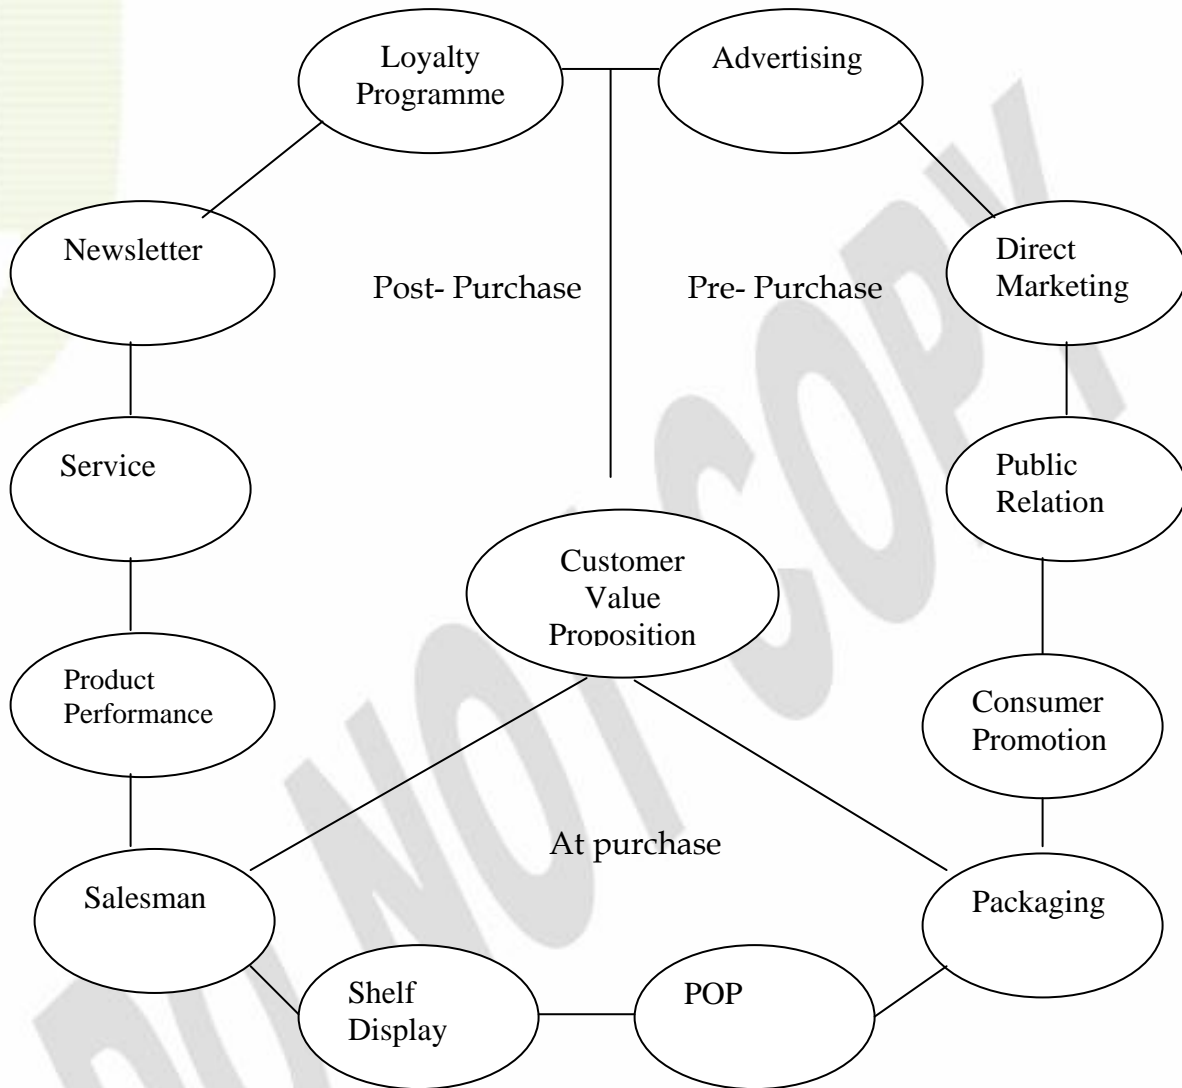 Loyalty
Programme
Advertising
Newsletter
Direct
Marketing
Post- Purchase
Pre- Purchase
Service
Public
Relation
Customer
Value
Proposition
Product
Performance
Consumer
Promotion
At purchase
Salesman
Packaging
Shelf
Display
POP
DO NOT COPY